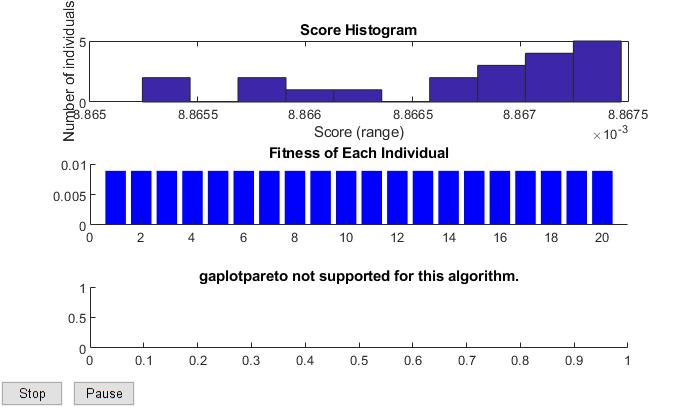 Score Histogram
Number of individuals
5
0
8.865 8.8655 8.866 8.8665 8.867 8.8675
Score (range)
×10-3
Fitness of Each Individual
0.01
0.005
0
0 2 4 6 8 10 12 14 16 18 20
gaplotpareto not supported for this algorithm.
1
0.5
0
0 0.1 0.2 0.3 0.4 0.5 0.6 0.7 0.8 0.9 1
Stop Pause